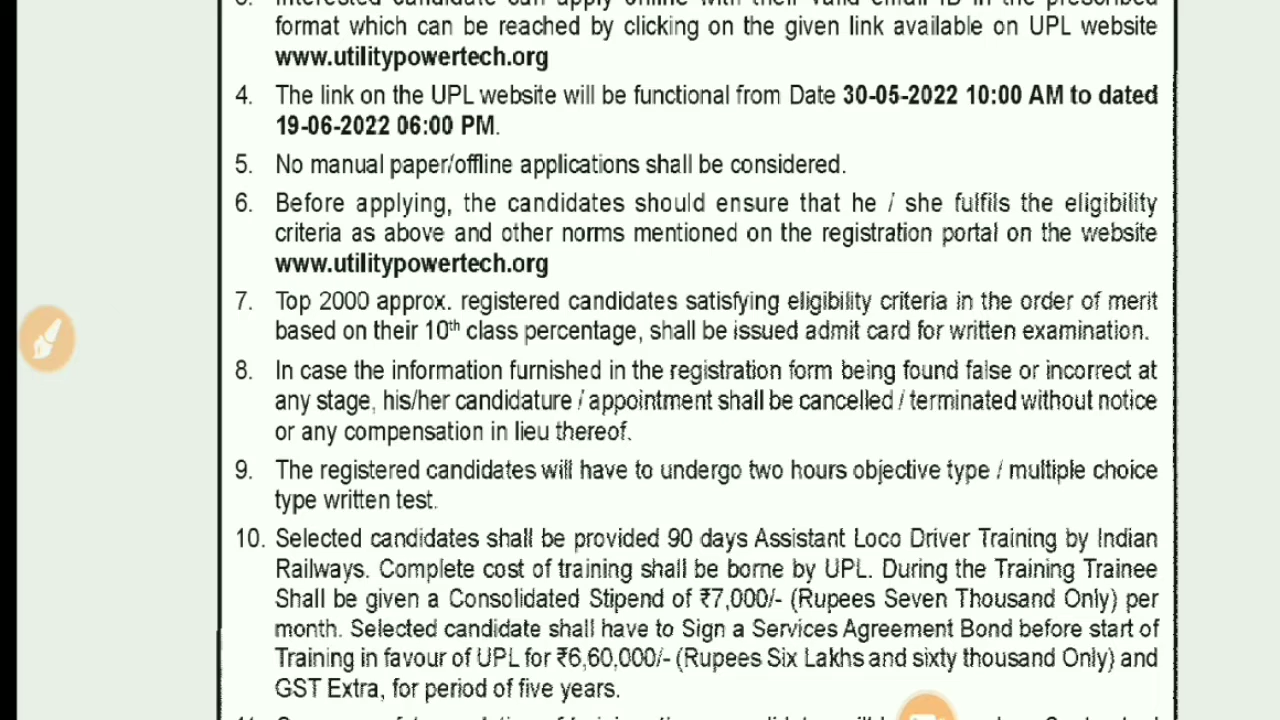 format which can be reached by clicking on the given link available on UPL website
www.utilitypowertech.org
4. The link on the UPL website will be functional from Date 30-05-2022 10:00 AM to dated
19-06-2022 06:00 PM.
5. No manual paper/offline applications shall be considered.
6. Before applying, the candidates should ensure that he / she fulfils the eligibility
criteria as above and other norms mentioned on the registration portal on the website
www.utilitypowertech.org
7. Top 2000 approx. registered candidates satisfying eligibility criteria in the order of merit
based on their 10th class percentage, shall be issued admit card for written examination.
8. In case the information furnished in the registration form being found false or incorrect at
any stage, his/her candidature / appointment shall be cancelled / terminated without notice
or any compensation in lieu thereof.
9. The registered candidates will have to undergo two hours objective type / multiple choice
type written test.
10. Selected candidates shall be provided 90 days Assistant Loco Driver Training by Indian
Railways. Complete cost of training shall be borne by UPL. During the Training Trainee
Shall be given a Consolidated Stipend of ₹7,000/- (Rupees Seven Thousand Only) per
month. Selected candidate shall have to Sign a Services Agreement Bond before start of
Training in favour of UPL for ₹6,60,000/- (Rupees Six Lakhs and sixty thousand Only) and
GST Extra, for period of five years.